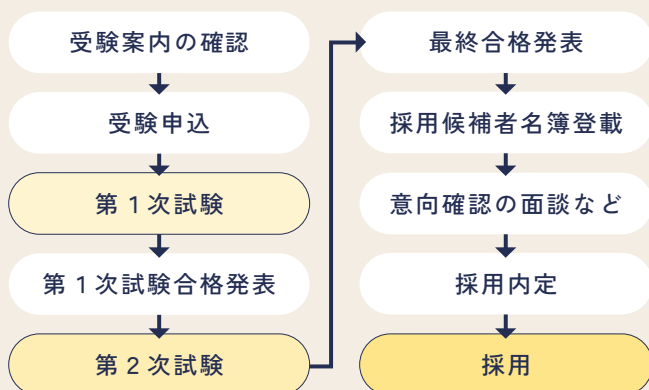 受験案内の確認
受験申込
第１次試験
第１次試験合格発表
第２次試験
最終合格発表
採用候補者名簿登載
意向確認の面談など
採用内定
採用